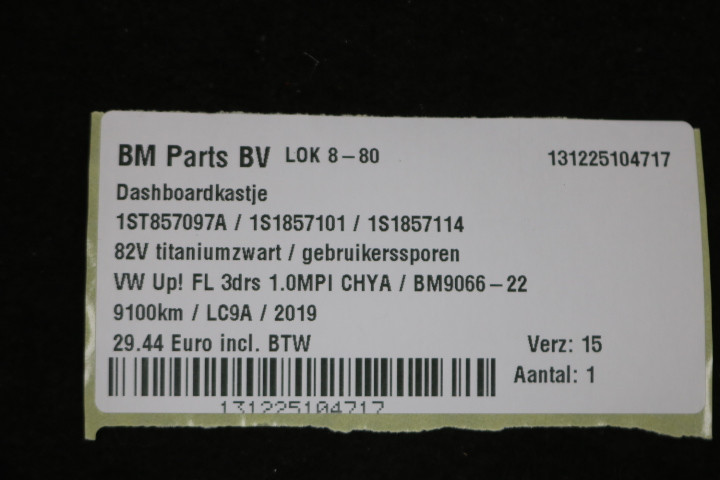 BM Parts BV LOK 8-80 131225104717
Dashboardkastje
1ST857097A / 1S1857101 / 1S1857114
82V titaniumzwart / gebruikerssporen
VW Up! FL 3drs 1.0MPI CHYA / BM9066-22
9100km / LC9A / 2019
29.44 Euro incl. BTW Verz: 15
Aantal: 1
131225104717